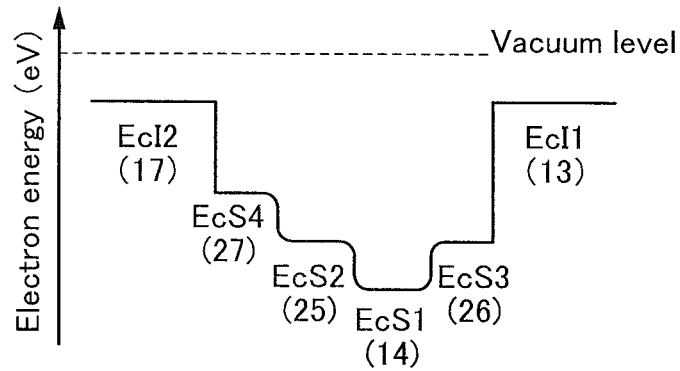 Electron energy (eV)
Vacuum level
EcI2
(17)
EcI1
(13)
EcS4
(27)
EcS2
(25)
EcS3
(26)
EcS1
(14)